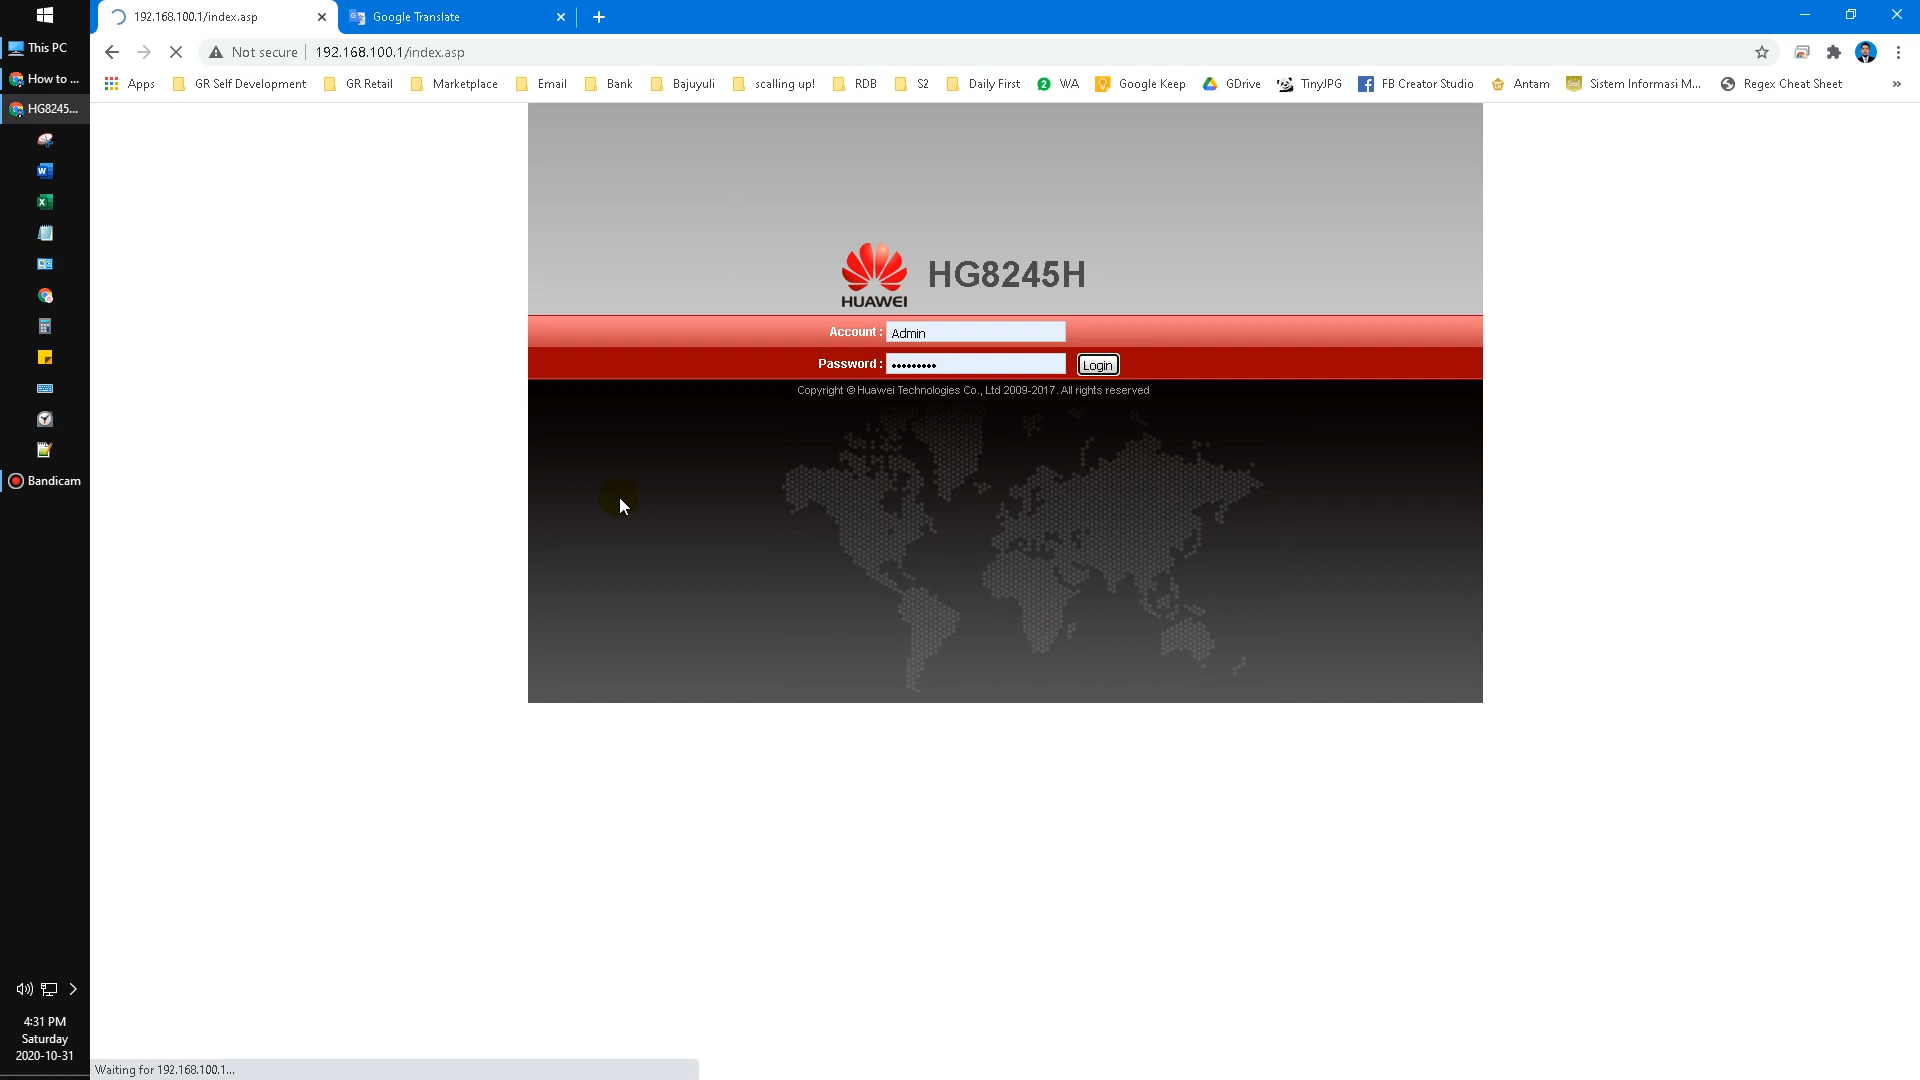 192.168.100.1/index.asp
Google Translate
This PC
How to ...
HG8245...
Bandicam
Not secure
192.168.100.1/index.asp
Apps
GR Self Development
GR Retail
Marketplace
Email
Bank
Bajuyuli
scalling up!
RDB
S2
Daily First
2
WA
Google Keep
GDrive
TinyJPG
FB Creator Studio
Antam
Sistem Informasi M...
Regex Cheat Sheet
»
HUAWEI
HG8245H
Account :
Admin
Password :
Login
Copyright © Huawei Technologies Co., Ltd 2009-2017. All rights reserved
4:31 PM
Saturday
2020-10-31
Waiting for 192.168.100.1...